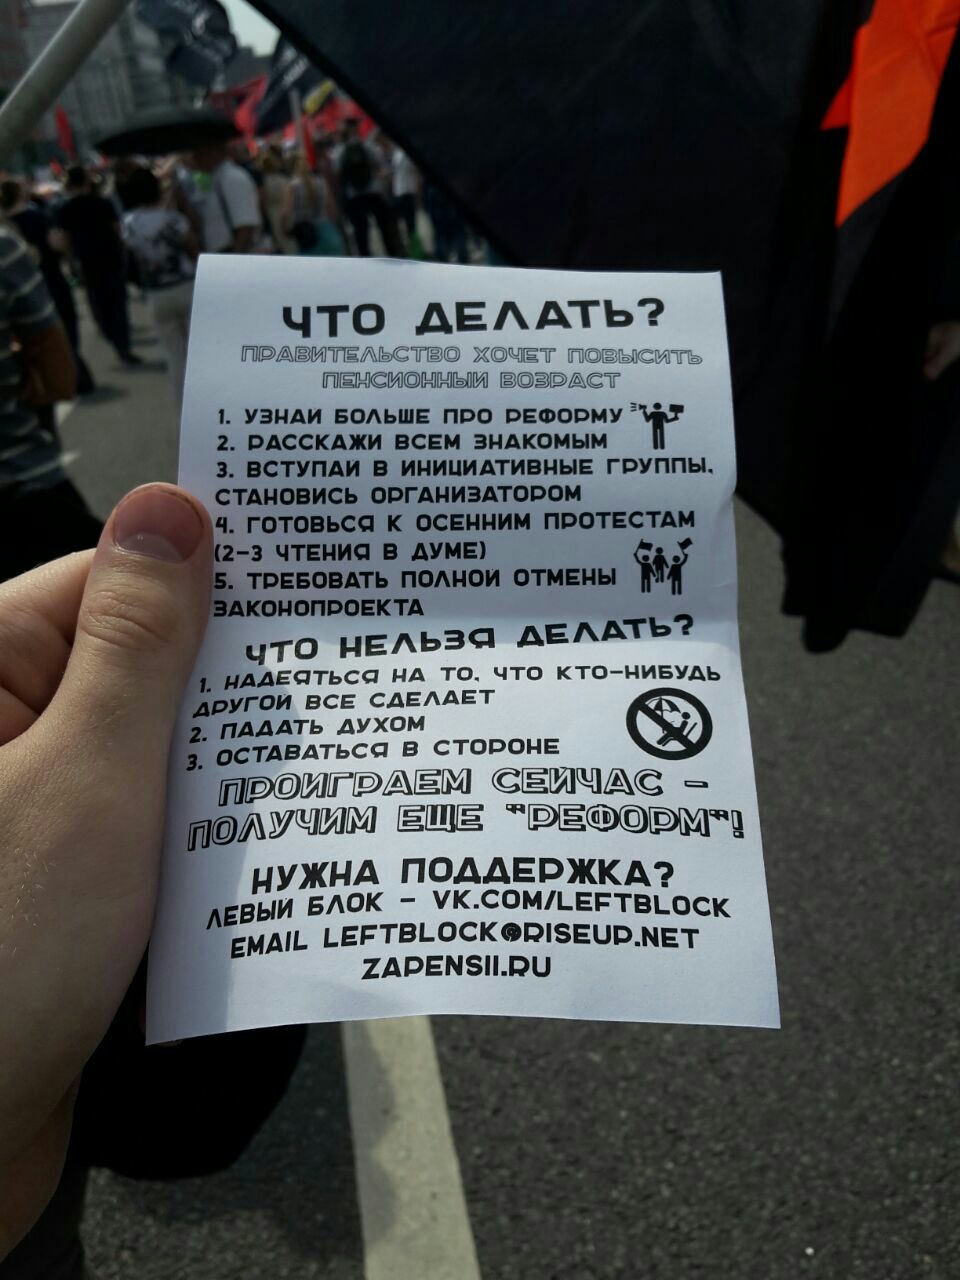 ЧТО ДЕЛАТЬ?
ПРАВИТЕЛЬСТВО ХОЧЕТ ПОВЫСИТЬ
ПЕНСИОННЫЙ ВОЗРАСТ
1. УЗНАЙ БОЛЬШЕ ПРО РЕФОРМУ
2. РАССКАЖИ ВСЕМ ЗНАКОМЫМ
3. ВСТУПАЙ В ИНИЦИАТИВНЫЕ ГРУППЫ,
СТАНОВИСЬ ОРГАНИЗАТОРОМ
4. ГОТОВЬСЯ К ОСЕННИМ ПРОТЕСТАМ
(2-3 ЧТЕНИЯ В ДУМЕ)
5. ТРЕБОВАТЬ ПОЛНОЙ ОТМЕНЫ
ЗАКОНОПРОЕКТА
ЧТО НЕЛЬЗЯ ДЕЛАТЬ?
1. НАДЕЯТЬСЯ НА ТО, ЧТО КТО-НИБУДЬ
ДРУГОЙ ВСЕ СДЕЛАЕТ
2. ПАДАТЬ ДУХОМ
3. ОСТАВАТЬСЯ В СТОРОНЕ
ПРОИГРАЕМ СЕЙЧАС -
ПОЛУЧИМ ЕЩЕ "РЕФОРМ"!
НУЖНА ПОДДЕРЖКА?
ЛЕВЫЙ БЛОК - VK.COM/LEFTBLOCK
EMAIL LEFTBLOCK@RISEUP.NET
ZAPENSII.RU